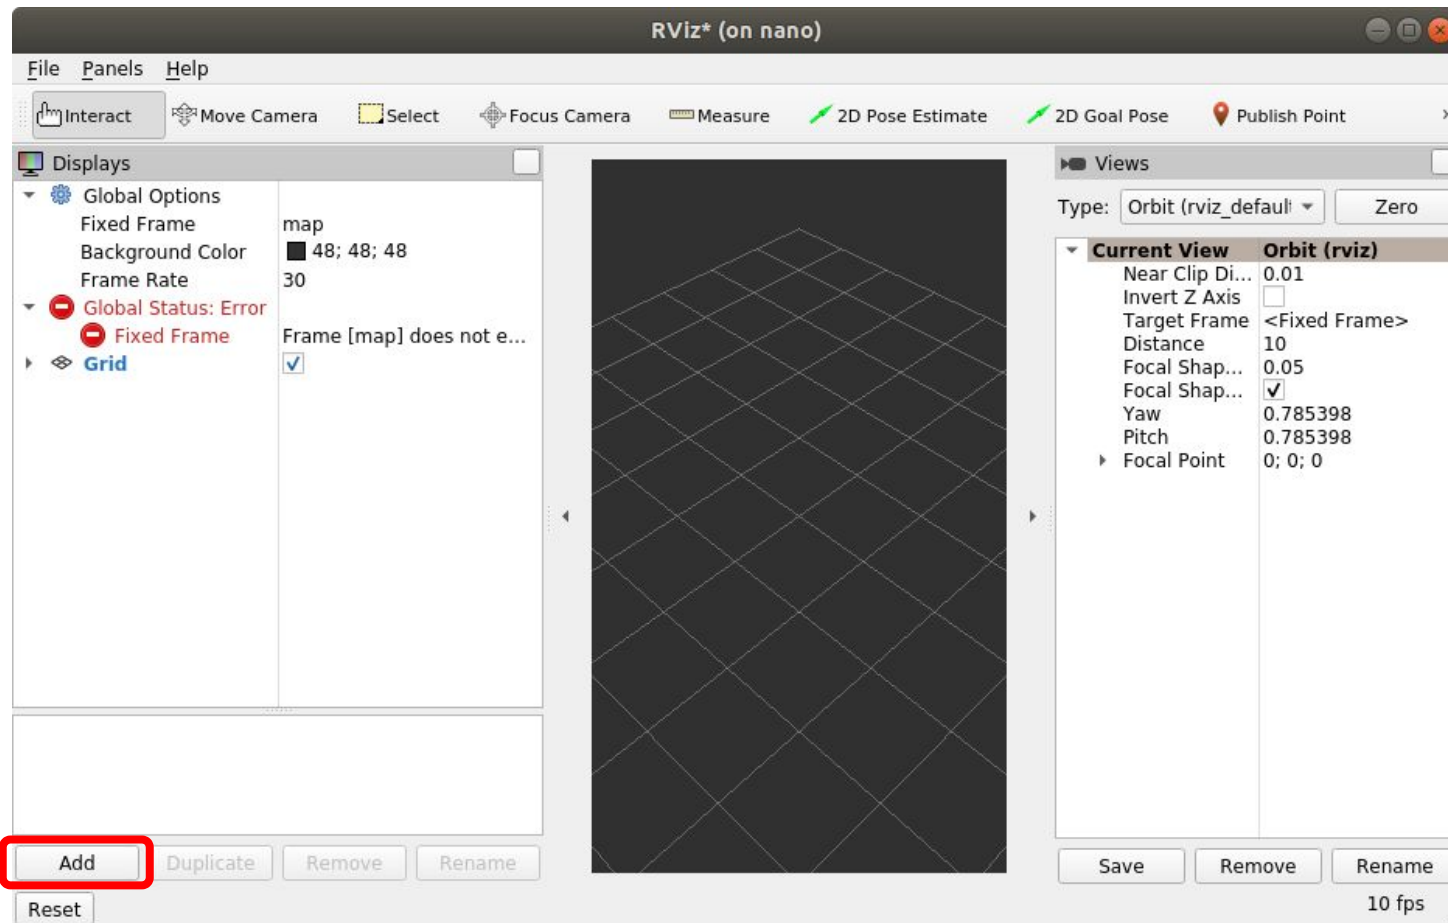 RViz* (on nano)
File Panels Help
Interact Move Camera Select Focus Camera Measure 2D Pose Estimate 2D Goal Pose Publish Point
Displays
Global Options
Fixed Frame map
Background Color 48; 48; 48
Frame Rate 30
Global Status: Error
Fixed Frame Frame [map] does not e...
Grid
Add Duplicate Remove Rename
Reset
Views
Type: Orbit (rviz_defaul Zero
Current View Orbit (rviz)
Near Clip Di... 0.01
Invert Z Axis
Target Frame <Fixed Frame>
Distance 10
Focal Shap... 0.05
Focal Shap...
Yaw 0.785398
Pitch 0.785398
Focal Point 0; 0; 0
Save Remove Rename
10 fps